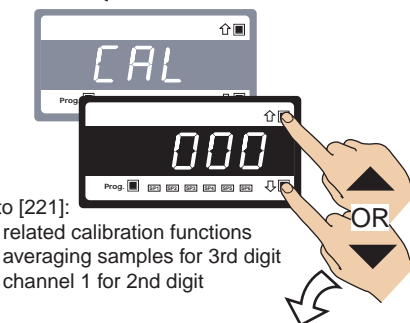 CAL
Prog.
000
Prog. SP1 SP2 SP3 SP4 SP5 SP6
OR
to [221]:
related calibration functions
averaging samples for 3rd digit
channel 1 for 2nd digit